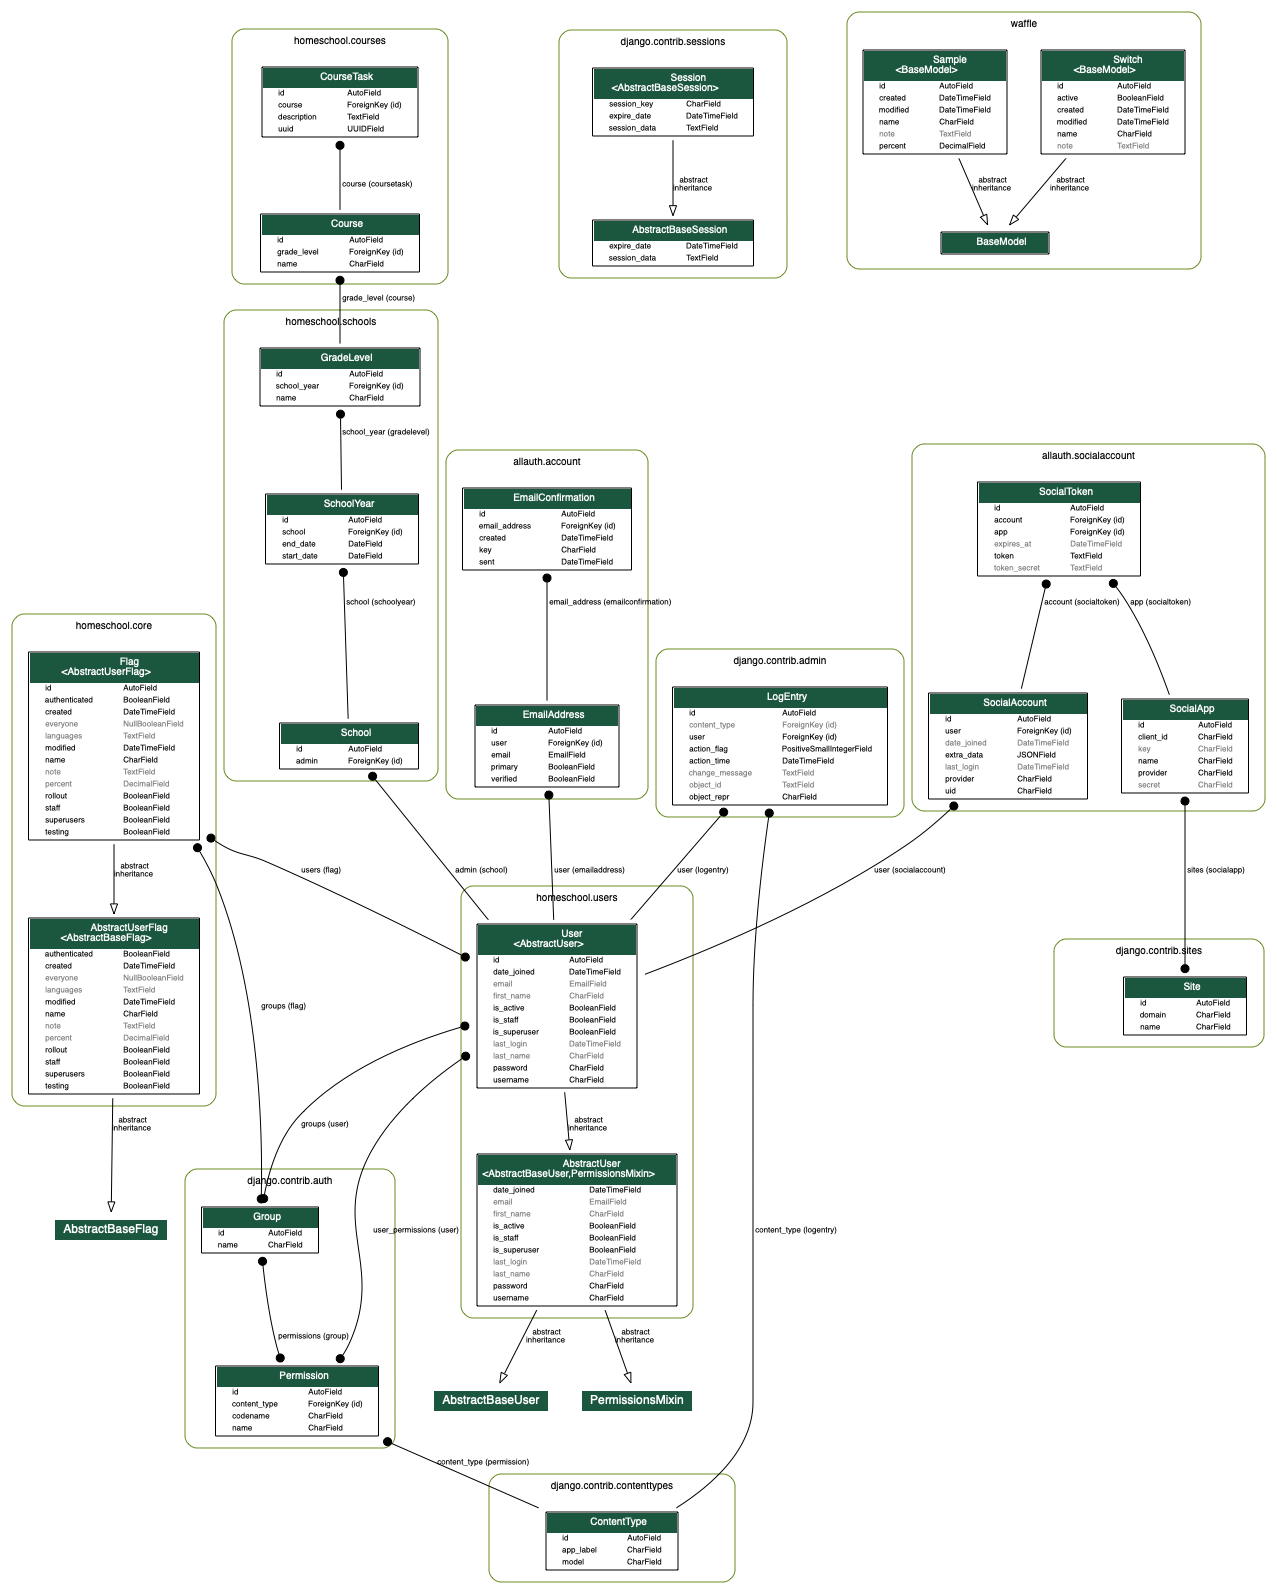 homeschool.courses
CourseTask
id AutoField
course ForeignKey (id)
description TextField
uuid UUIDField
course (coursetask)
Course
id AutoField
grade_level ForeignKey (id)
name CharField
grade_level (course)
homeschool.schools
GradeLevel
id AutoField
school_year ForeignKey (id)
name CharField
school_year (gradelevel)
SchoolYear
id AutoField
school ForeignKey (id)
end_date DateField
start_date DateField
school (schoolyear)
School
id AutoField
admin ForeignKey (id)
admin (school)
django.contrib.sessions
Session
<AbstractBaseSession>
session_key CharField
expire_date DateTimeField
session_data TextField
abstract
inheritance
AbstractBaseSession
expire_date DateTimeField
session_data TextField
waffle
Sample
<BaseModel>
id AutoField
created DateTimeField
modified DateTimeField
name CharField
note TextField
percent DecimalField
Switch
<BaseModel>
id AutoField
active BooleanField
created DateTimeField
modified DateTimeField
name CharField
note TextField
abstract
inheritance
abstract
inheritance
BaseModel
allauth.account
EmailConfirmation
id AutoField
email_address ForeignKey (id)
created DateTimeField
key CharField
sent DateTimeField
email_address (emailconfirmation)
EmailAddress
id AutoField
user ForeignKey (id)
email EmailField
primary BooleanField
verified BooleanField
user (emailaddress)
allauth.socialaccount
SocialToken
id AutoField
account ForeignKey (id)
app ForeignKey (id)
expires_at DateTimeField
token TextField
token_secret TextField
account (socialtoken)
app (socialtoken)
SocialAccount
id AutoField
user ForeignKey (id)
date_joined DateTimeField
extra_data JSONField
last_login DateTimeField
provider CharField
uid CharField
SocialApp
id AutoField
client_id CharField
key CharField
name CharField
provider CharField
secret CharField
user (socialaccount)
sites (socialapp)
django.contrib.admin
LogEntry
id AutoField
content_type ForeignKey (id)
user ForeignKey (id)
action_flag PositiveSmallIntegerField
action_time DateTimeField
change_message TextField
object_id TextField
object_repr CharField
user (logentry)
content_type (logentry)
homeschool.core
Flag
<AbstractUserFlag>
id AutoField
authenticated BooleanField
created DateTimeField
everyone NullBooleanField
languages TextField
modified DateTimeField
name CharField
note TextField
percent DecimalField
rollout BooleanField
staff BooleanField
superusers BooleanField
testing BooleanField
abstract
inheritance
users (flag)
groups (flag)
AbstractUserFlag
<AbstractBaseFlag>
authenticated BooleanField
created DateTimeField
everyone NullBooleanField
languages TextField
modified DateTimeField
name CharField
note TextField
percent DecimalField
rollout BooleanField
staff BooleanField
superusers BooleanField
testing BooleanField
abstract
inheritance
AbstractBaseFlag
homeschool.users
User
<AbstractUser>
id AutoField
date_joined DateTimeField
email EmailField
first_name CharField
is_active BooleanField
is_staff BooleanField
is_superuser BooleanField
last_login DateTimeField
last_name CharField
password CharField
username CharField
groups (user)
user_permissions (user)
abstract
inheritance
AbstractUser
<AbstractBaseUser,PermissionsMixin>
date_joined DateTimeField
email EmailField
first_name CharField
is_active BooleanField
is_staff BooleanField
is_superuser BooleanField
last_login DateTimeField
last_name CharField
password CharField
username CharField
abstract
inheritance
abstract
inheritance
AbstractBaseUser
PermissionsMixin
django.contrib.sites
Site
id AutoField
domain CharField
name CharField
django.contrib.auth
Group
id AutoField
name CharField
permissions (group)
Permission
id AutoField
content_type ForeignKey (id)
codename CharField
name CharField
content_type (permission)
django.contrib.contenttypes
ContentType
id AutoField
app_label CharField
model CharField